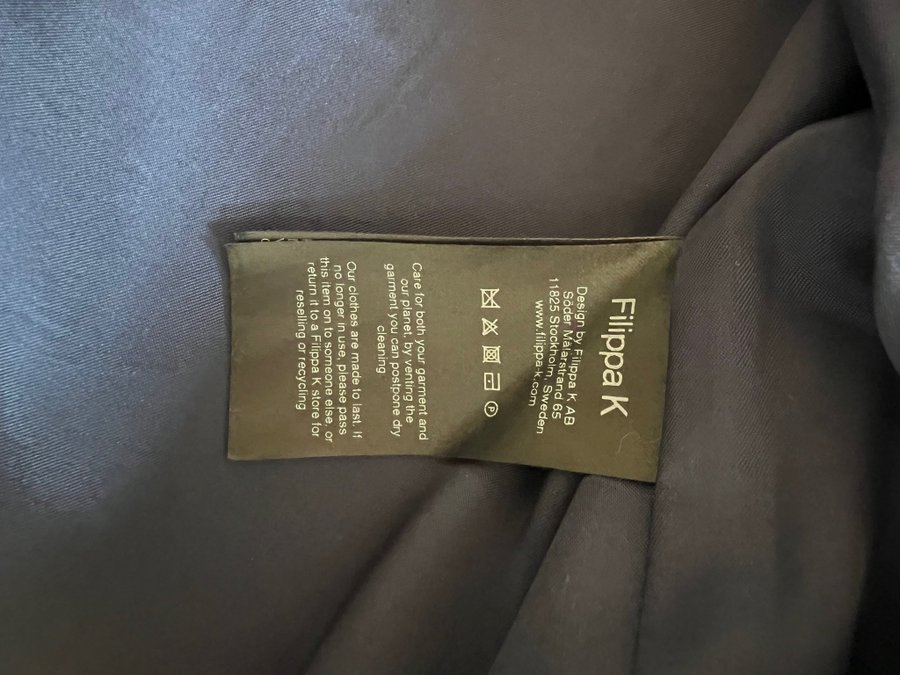 Filippa K
Design by Filippa K AB
Söder Mälarstrand 65
11825 Stockholm, Sweden
www.filippa-k.com
P
Care for both your garment and
our planet, by venting the
garment you can postpone dry
cleaning
Our clothes are made to last. If
no longer in use, please pass
this item on to someone else, or
return it to a Filippa K store for
reselling or recycling